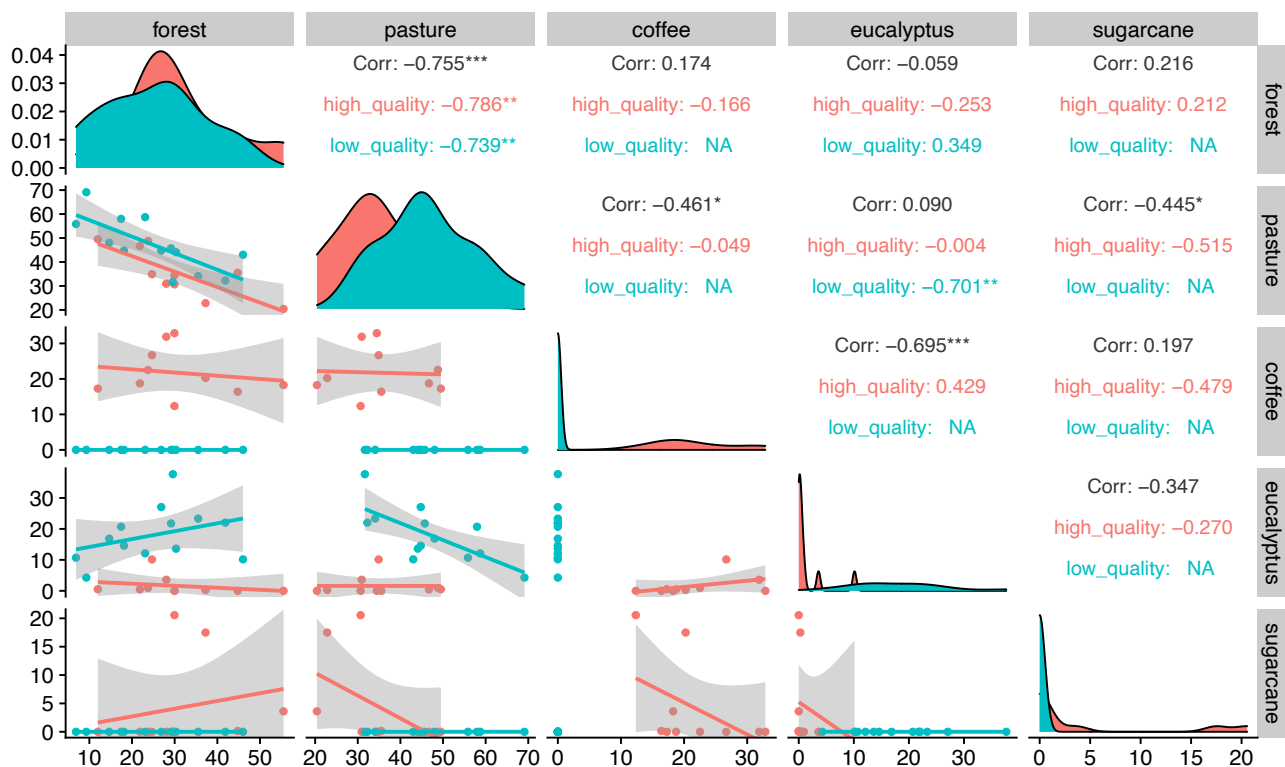 forest pasture coffee eucalyptus sugarcane
0.04
0.03
0.02
0.01
0.00
Corr: −0.755***
high_quality: −0.786**
low_quality: −0.739**
Corr: 0.174
high_quality: −0.166
low_quality: NA
Corr: −0.059
high_quality: −0.253
low_quality: 0.349
Corr: 0.216
high_quality: 0.212
low_quality: NA
forest
70
60
50
40
30
20
Corr: −0.461*
high_quality: −0.049
low_quality: NA
Corr: 0.090
high_quality: −0.004
low_quality: −0.701**
Corr: −0.445*
high_quality: −0.515
low_quality: NA
pasture
30
20
10
0
Corr: −0.695***
high_quality: 0.429
low_quality: NA
Corr: 0.197
high_quality: −0.479
low_quality: NA
coffee
30
20
10
0
Corr: −0.347
high_quality: −0.270
low_quality: NA
eucalyptus
20
15
10
5
0
sugarcane
10 20 30 40 50 20 30 40 50 60 70 0 10 20 30 0 10 20 30 0 5 10 15 20